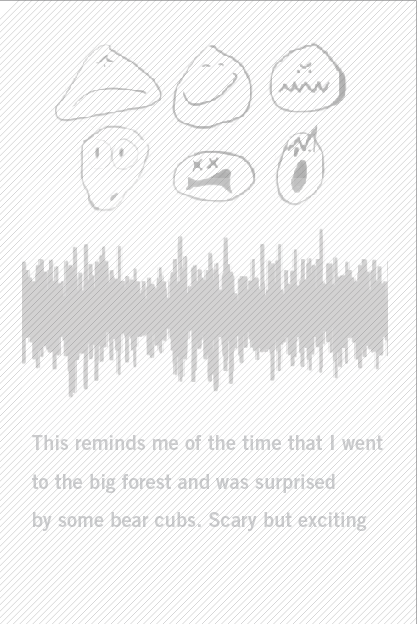 This reminds me of the time that I went
to the big forest and was surprised
by some bear cubs. Scary but exciting